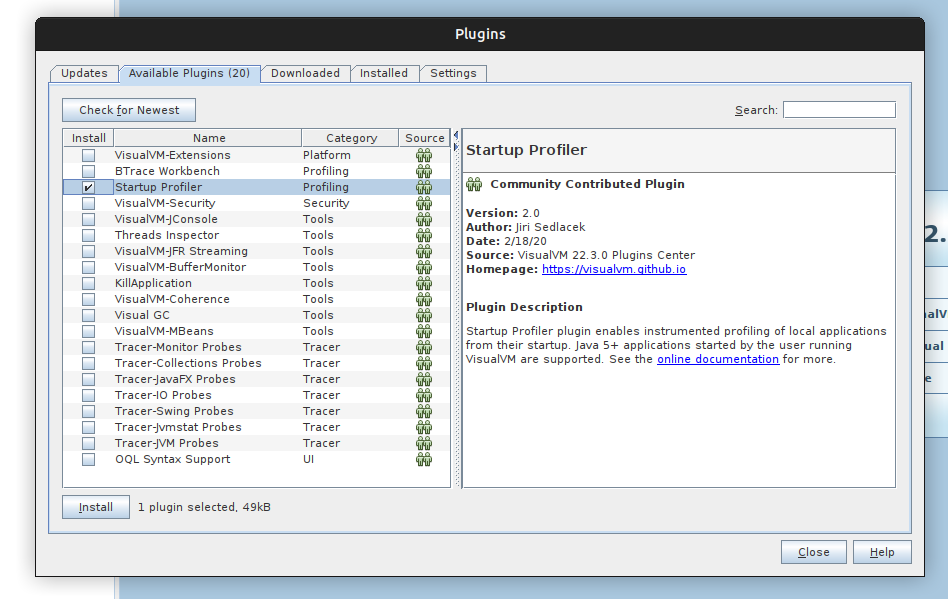 Plugins
Updates Available Plugins (20) Downloaded Installed Settings
Check for Newest Search:
Install Name Category Source
VisualVM-Extensions Platform
BTrace Workbench Profiling
Startup Profiler Profiling
VisualVM-Security Security
VisualVM-JConsole Tools
Threads Inspector Tools
VisualVM-JFR Streaming Tools
VisualVM-BufferMonitor Tools
KillApplication Tools
VisualVM-Coherence Tools
Visual GC Tools
VisualVM-MBeans Tools
Tracer-Monitor Probes Tracer
Tracer-Collections Probes Tracer
Tracer-JavaFX Probes Tracer
Tracer-IO Probes Tracer
Tracer-Swing Probes Tracer
Tracer-Jvmstat Probes Tracer
Tracer-JVM Probes Tracer
OQL Syntax Support UI
Startup Profiler
Community Contributed Plugin
Version: 2.0
Author: Jiri Sedlacek
Date: 2/18/20
Source: VisualVM 22.3.0 Plugins Center
Homepage: https://visualvm.github.io
Plugin Description
Startup Profiler plugin enables instrumented profiling of local applications
from their startup. Java 5+ applications started by the user running
VisualVM are supported. See the online documentation for more.
Install 1 plugin selected, 49kB
Close Help
2.
alV
ual
e